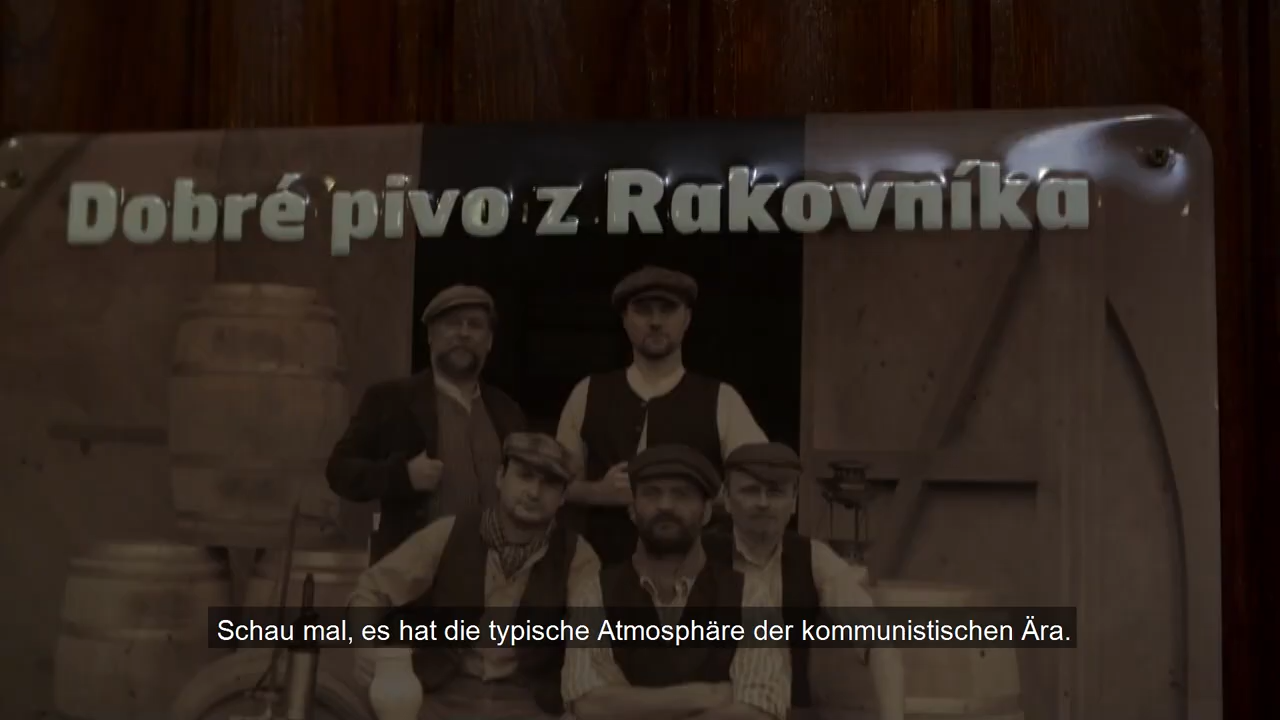 Dobré pivo z Rakovníka
Schau mal, es hat die typische Atmosphäre der kommunistischen Ära.